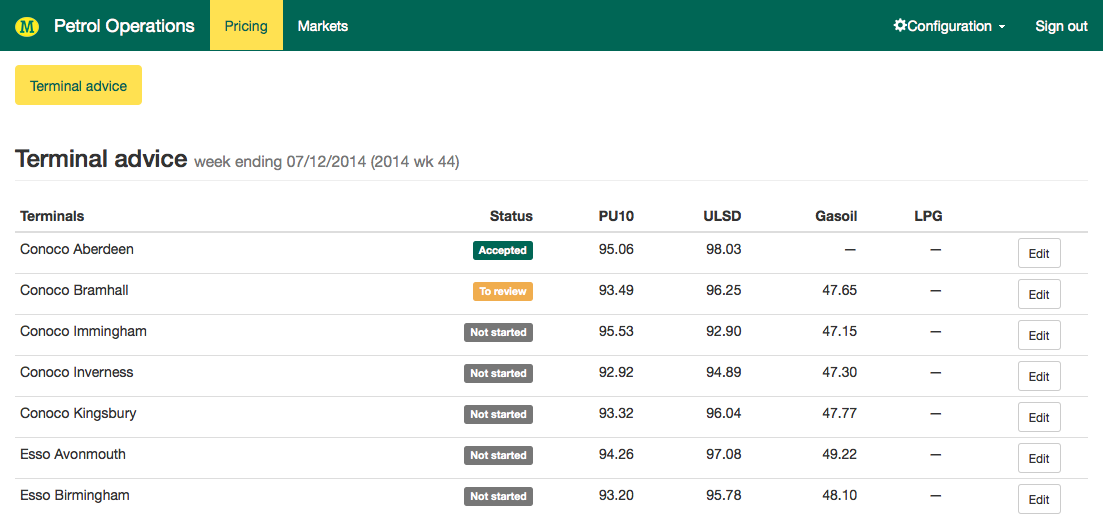 M Petrol Operations Pricing Markets Configuration Sign out
Terminal advice
Terminal advice week ending 07/12/2014 (2014 wk 44)
Terminals Status PU10 ULSD Gasoil LPG
Conoco Aberdeen Accepted 95.06 98.03 — — Edit
Conoco Bramhall To review 93.49 96.25 47.65 — Edit
Conoco Immingham Not started 95.53 92.90 47.15 — Edit
Conoco Inverness Not started 92.92 94.89 47.30 — Edit
Conoco Kingsbury Not started 93.32 96.04 47.77 — Edit
Esso Avonmouth Not started 94.26 97.08 49.22 — Edit
Esso Birmingham Not started 93.20 95.78 48.10 — Edit